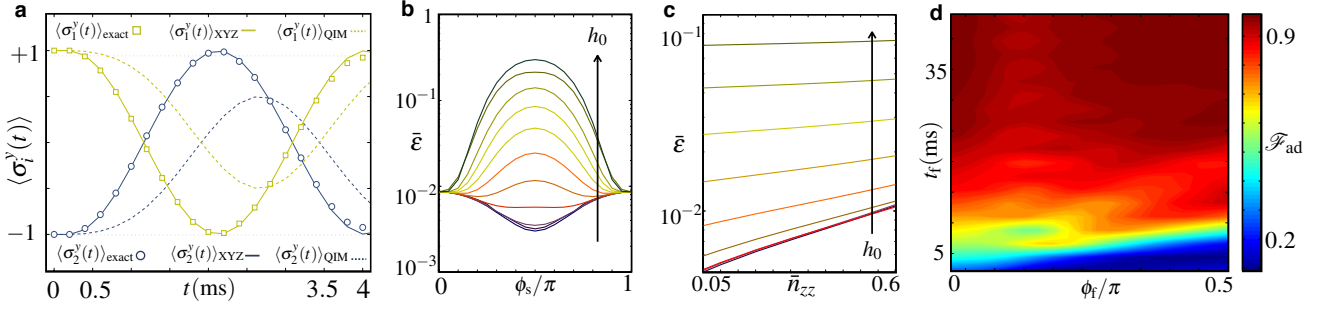 a
⟨σ₁ʸ(t)⟩exact ⟨σ₁ʸ(t)⟩XYZ ⟨σ₁ʸ(t)⟩QIM
+1
⟨σᵢʸ(t)⟩
−1
⟨σ₂ʸ(t)⟩exact ⟨σ₂ʸ(t)⟩XYZ ⟨σ₂ʸ(t)⟩QIM
0 0.5 t(ms) 3.5 4
b
1
h₀
10⁻¹
ε̄
10⁻²
10⁻³
0 ϕₛ/π 1
c
10⁻¹
ε̄
10⁻²
h₀
0.05 n̄zz 0.6
d
35
t_f(ms)
5
0 ϕ_f/π 0.5
0.9
ℱad
0.2